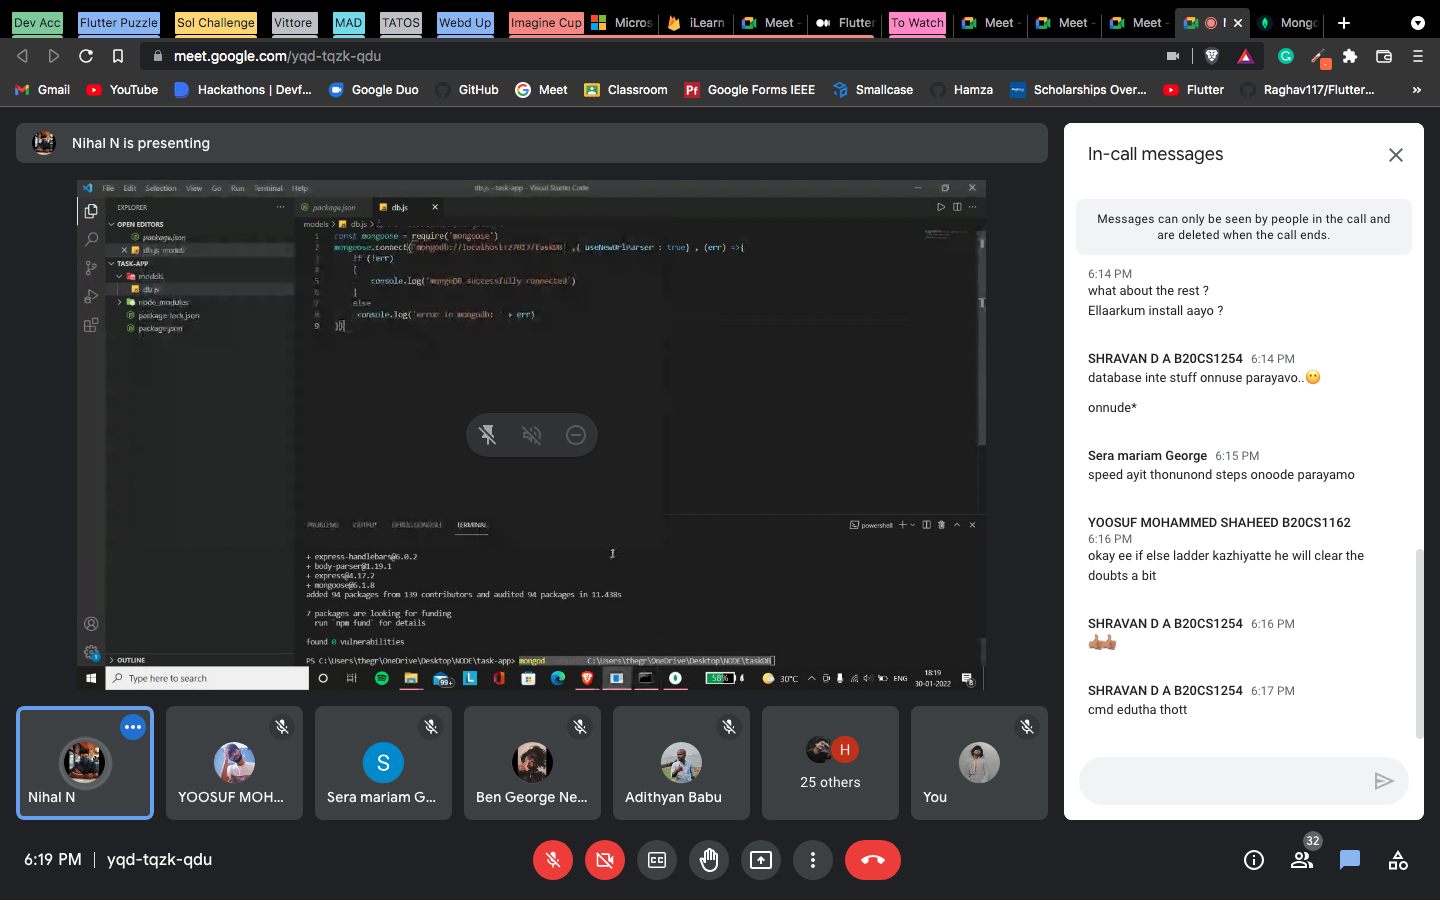 Dev Acc
Flutter Puzzle
Sol Challenge
Vittore
MAD
TATOS
Webd Up
Imagine Cup
Micros
iLearn
Meet -
Flutter
To Watch
Meet -
Meet -
Meet -
Mongo
meet.google.com/yqd-tqzk-qdu
Gmail
YouTube
Hackathons | Devf...
Google Duo
GitHub
Meet
Classroom
Google Forms IEEE
Smallcase
Hamza
Scholarships Over...
Flutter
Raghav117/Flutter...
Nihal N is presenting
File Edit Selection View Go Run Terminal Help
db.js - task-app - Visual Studio Code
EXPLORER
OPEN EDITORS
package.json
db.js models
TASK-APP
models
db.js
node_modules
package-lock.json
package.json
OUTLINE
package.json
db.js
models > db.js > ...
1 const mongoose = require('mongoose')
2 mongoose.connect('mongodb://localhost:27017/taskDB' ,{ useNewUrlParser : true} , (err) =>{
3 if (!err)
4 {
5 console.log('mongoDB successfully connected')
6 }
7 else
8 console.log('error in mongodb: ' + err)
9 })
PROBLEMS OUTPUT DEBUG CONSOLE TERMINAL
powershell
+ express-handlebars@6.0.2
+ body-parser@1.19.1
+ express@4.17.2
+ mongoose@6.1.8
added 94 packages from 139 contributors and audited 94 packages in 11.438s
7 packages are looking for funding
run `npm fund` for details
found 0 vulnerabilities
PS C:\Users\thegr\OneDrive\Desktop\NODE\task-app> mongod C:\Users\thegr\OneDrive\Desktop\NODE\taskDB
Type here to search
99+
58%
30°C
ENG
18:19
30-01-2022
Nihal N
YOOSUF MOH...
S
Sera mariam G...
Ben George Ne...
Adithyan Babu
H
25 others
You
6:19 PM | yqd-tqzk-qdu
32
In-call messages
Messages can only be seen by people in the call and
are deleted when the call ends.
6:14 PM
what about the rest ?
Ellaarkum install aayo ?
SHRAVAN D A B20CS1254 6:14 PM
database inte stuff onnuse parayavo..😶
onnude*
Sera mariam George 6:15 PM
speed ayit thonunond steps onoode parayamo
YOOSUF MOHAMMED SHAHEED B20CS1162
6:16 PM
okay ee if else ladder kazhiyatte he will clear the
doubts a bit
SHRAVAN D A B20CS1254 6:16 PM
👍🏽👍🏽
SHRAVAN D A B20CS1254 6:17 PM
cmd edutha thott